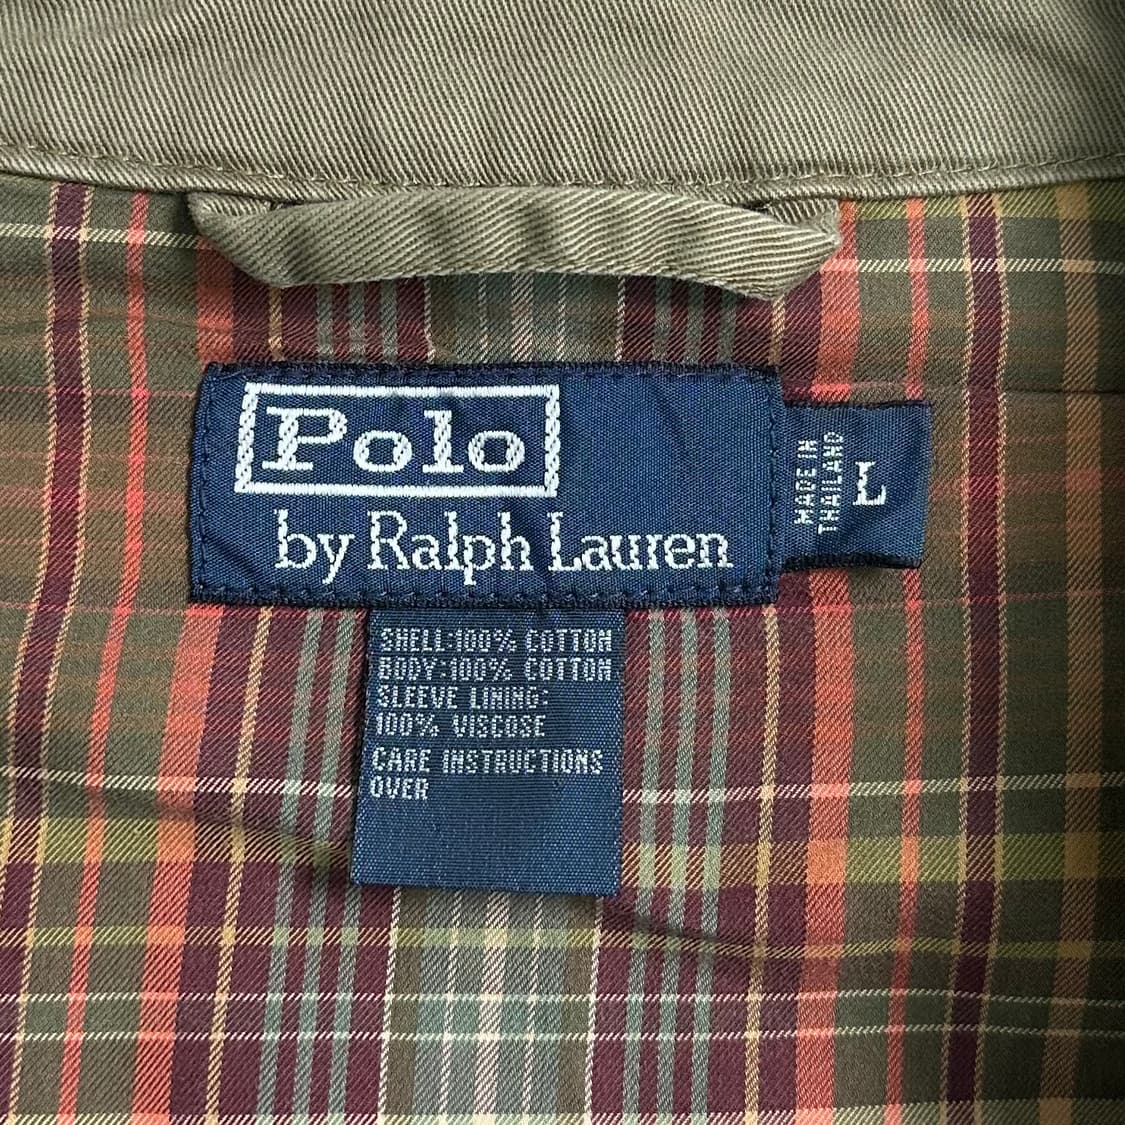 Polo
by Ralph Lauren
MADE IN
THAILAND
L
SHELL:100% COTTON
BODY:100% COTTON
SLEEVE LINING:
100% VISCOSE
CARE INSTRUCTIONS
OVER